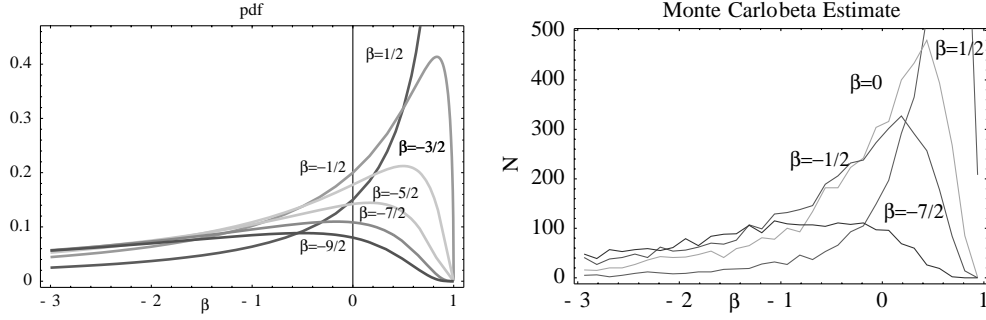 pdf
0.4
0.3
0.2
0.1
0
β=1/2
β=−3/2
β=−1/2
β=−5/2
β=−7/2
β=−9/2
- 3
- 2
- 1
0
1
β
Monte Carlobeta Estimate
500
400
300
200
100
0
N
β=1/2
β=0
β=−1/2
β=−7/2
- 3
- 2
β
- 1
0
1